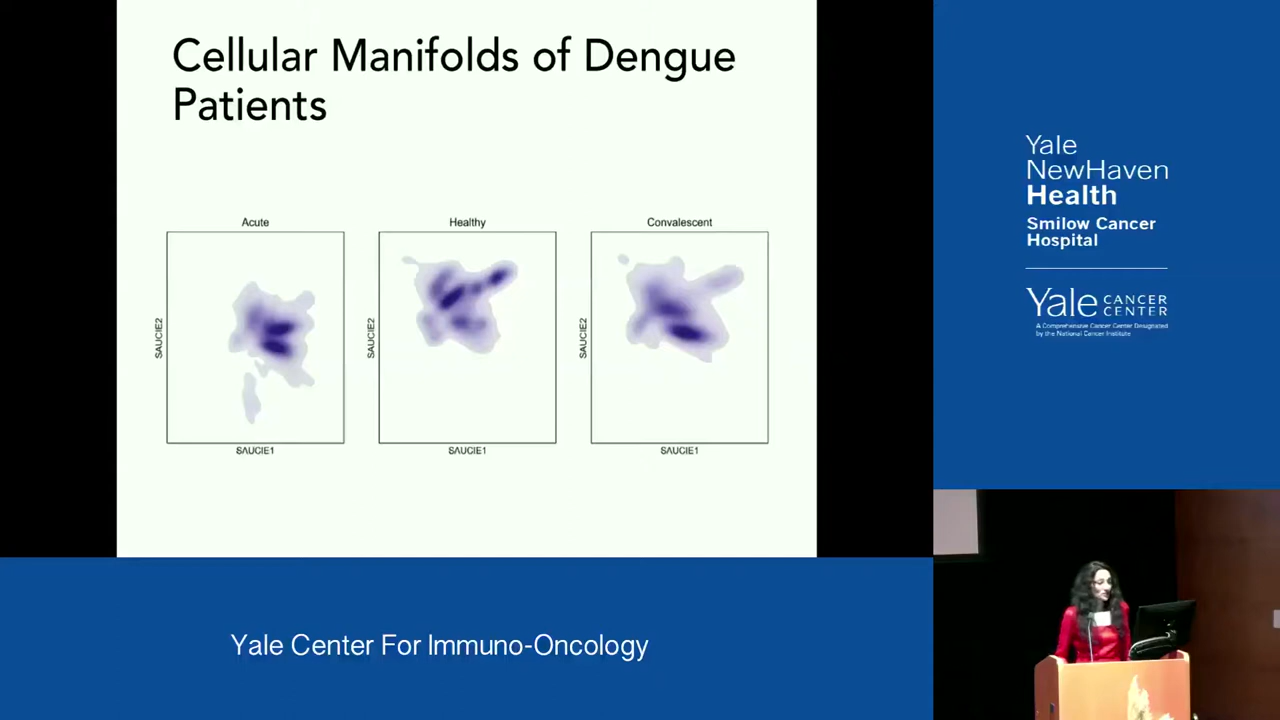 Cellular Manifolds of Dengue
Patients
Acute
Healthy
Convalescent
SAUCIE2
SAUCIE2
SAUCIE2
SAUCIE1
SAUCIE1
SAUCIE1
Yale
NewHaven
Health
Smilow Cancer
Hospital
Yale CANCER
CENTER
A Comprehensive Cancer Center Designated
by the National Cancer Institute
Yale Center For Immuno-Oncology